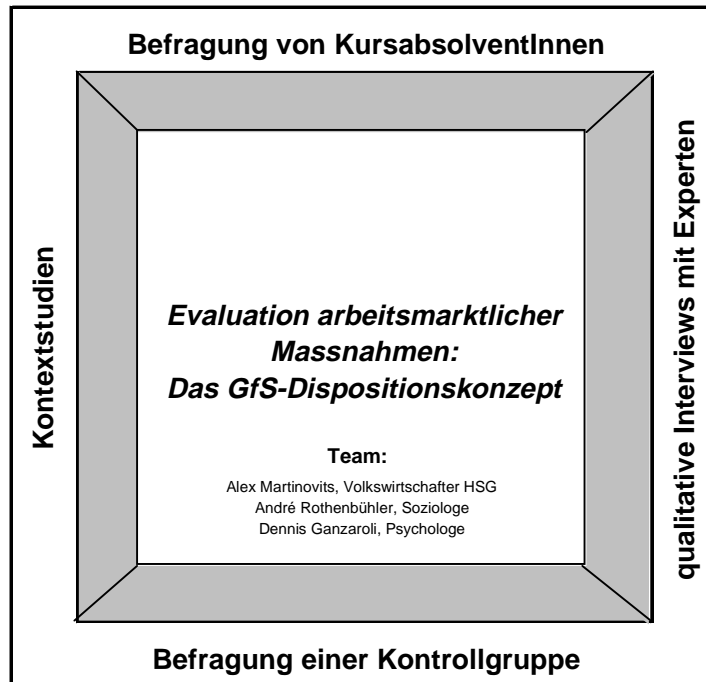 Befragung von KursabsolventInnen
Kontextstudien
qualitative Interviews mit Experten
Evaluation arbeitsmarktlicher
Massnahmen:
Das GfS-Dispositionskonzept
Team:
Alex Martinovits, Volkswirtschafter HSG
André Rothenbühler, Soziologe
Dennis Ganzaroli, Psychologe
Befragung einer Kontrollgruppe